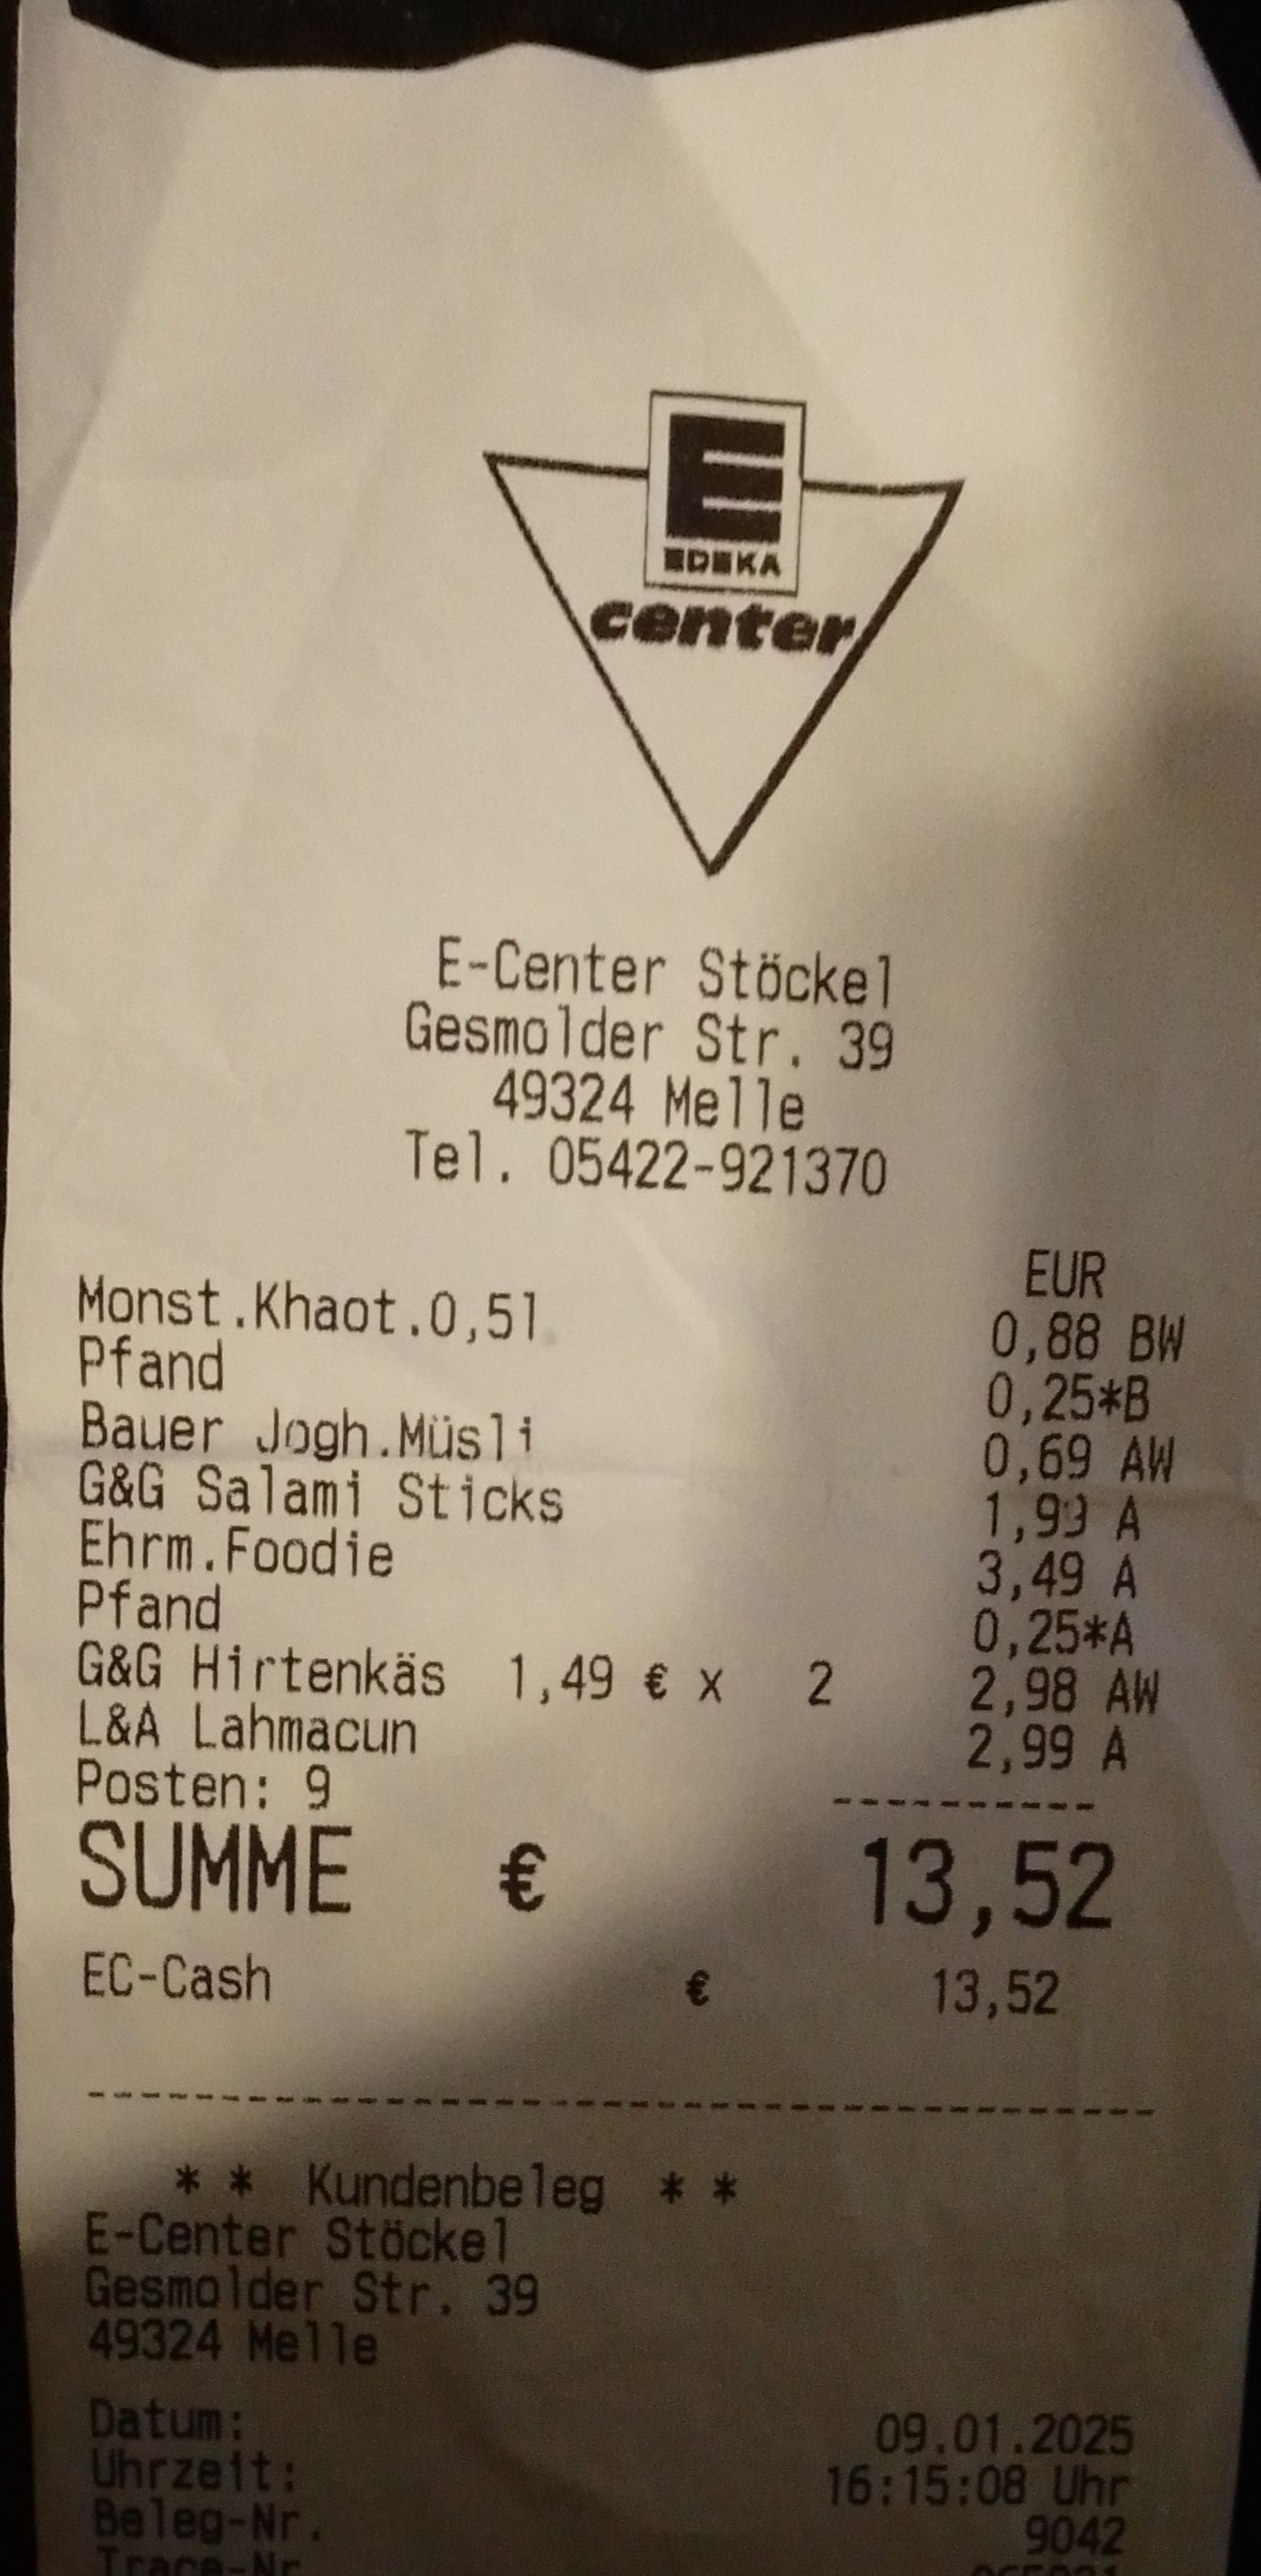 E
EDEKA
center
E-Center Stöckel
Gesmolder Str. 39
49324 Melle
Tel. 05422-921370
EUR
Monst.Khaot.0,5l 0,88 BW
Pfand 0,25*B
Bauer Jogh.Müsli 0,69 AW
G&G Salami Sticks 1,99 A
Ehrm.Foodie 3,49 A
Pfand 0,25*A
G&G Hirtenkäs 1,49 € x 2 2,98 AW
L&A Lahmacun 2,99 A
Posten: 9
----------
SUMME € 13,52
EC-Cash € 13,52
----------------------------------------
* * Kundenbeleg * *
E-Center Stöckel
Gesmolder Str. 39
49324 Melle
Datum: 09.01.2025
Uhrzeit: 16:15:08 Uhr
Beleg-Nr. 9042
Trace-Nr